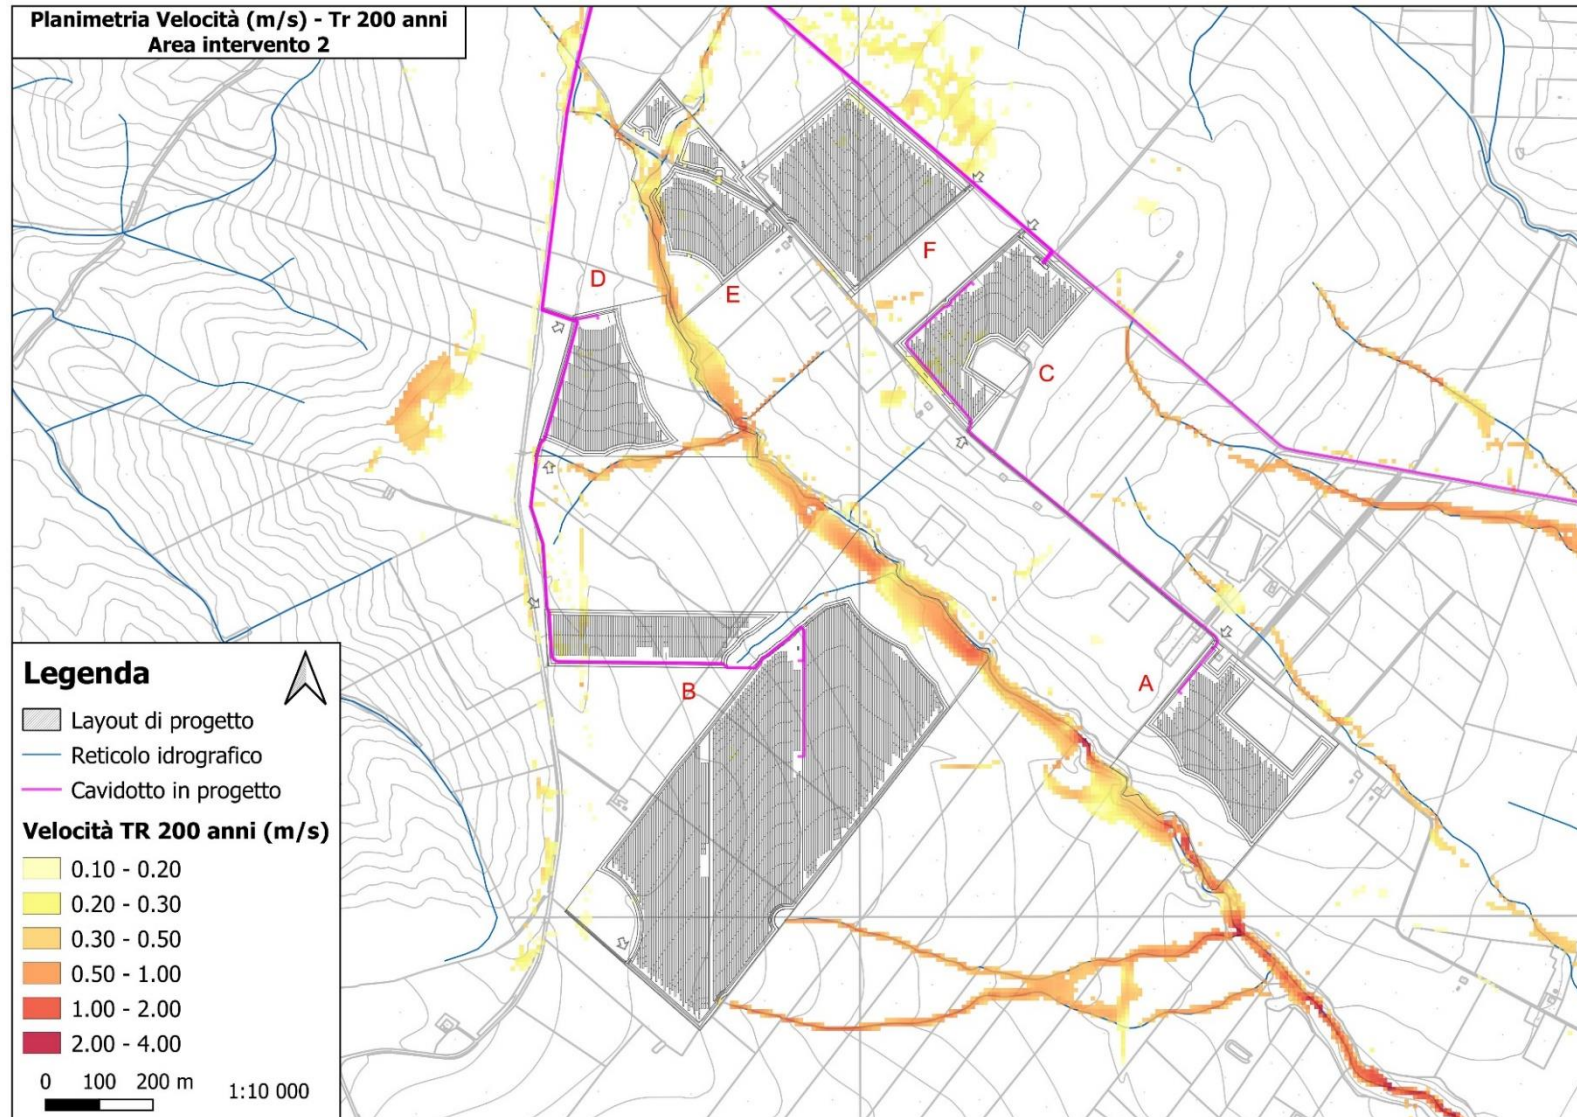 Planimetria Velocità (m/s) - Tr 200 anni
Area intervento 2
F
D
E
C
B
A
Legenda
Layout di progetto
Reticolo idrografico
Cavidotto in progetto
Velocità TR 200 anni (m/s)
0.10 - 0.20
0.20 - 0.30
0.30 - 0.50
0.50 - 1.00
1.00 - 2.00
2.00 - 4.00
0 100 200 m
1:10 000